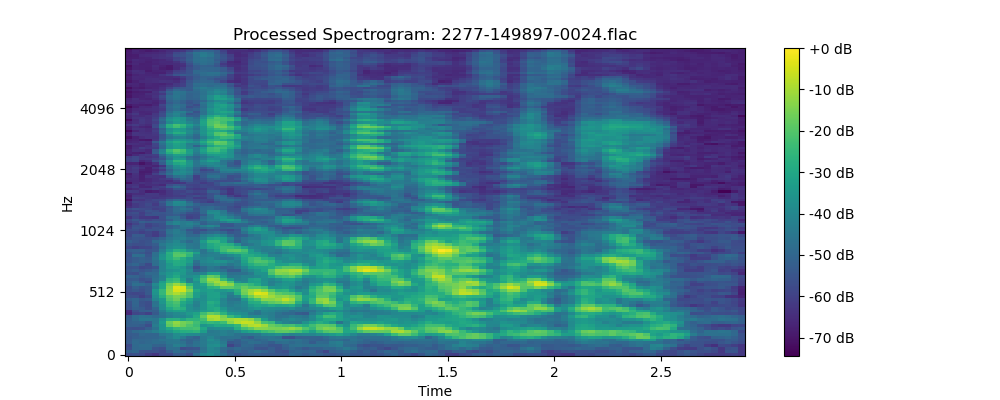 Processed Spectrogram: 2277-149897-0024.flac
Hz
4096
2048
1024
512
0
0
0.5
1
1.5
2
2.5
Time
+0 dB
-10 dB
-20 dB
-30 dB
-40 dB
-50 dB
-60 dB
-70 dB